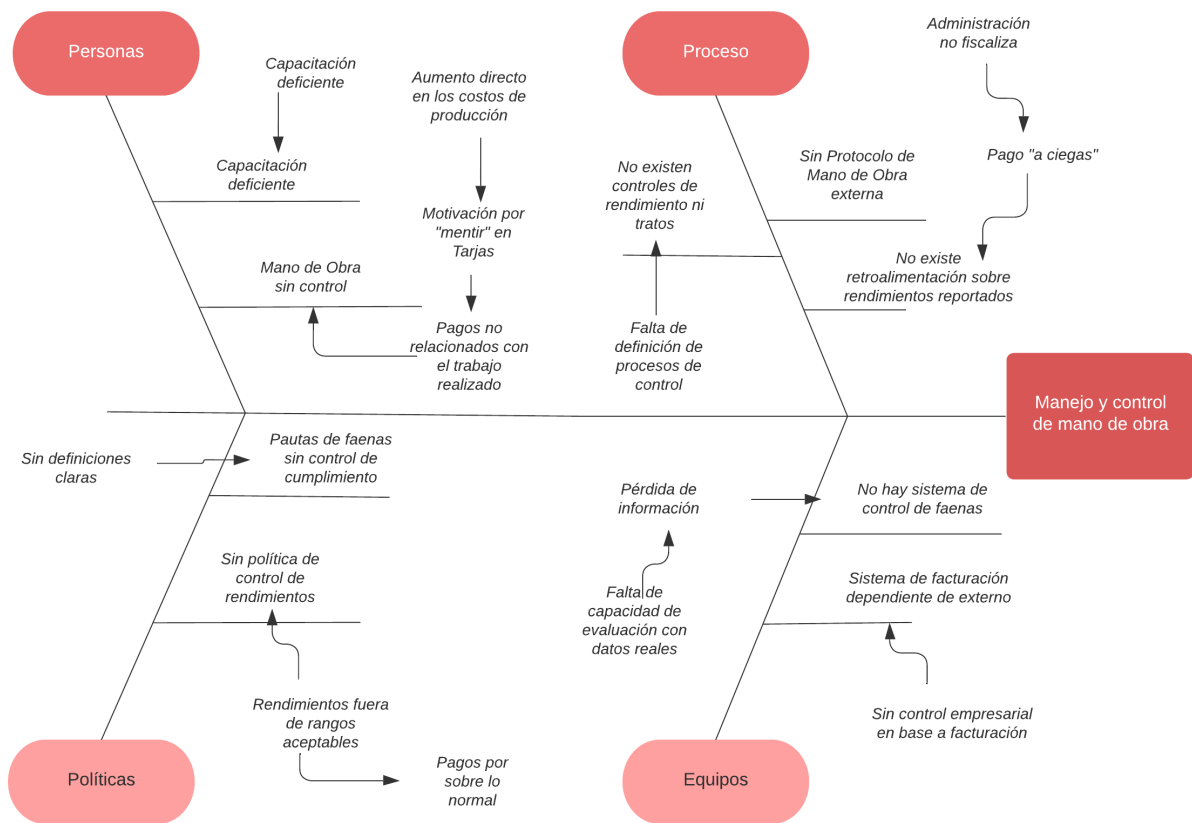 Personas
Capacitación
deficiente
Capacitación
deficiente
Aumento directo
en los costos de
producción
Motivación por
"mentir" en
Tarjas
Mano de Obra
sin control
Pagos no
relacionados con
el trabajo
realizado
Proceso
Administración
no fiscaliza
Pago "a ciegas"
Sin Protocolo de
Mano de Obra
externa
No existen
controles de
rendimiento ni
tratos
No existe
retroalimentación sobre
rendimientos reportados
Falta de
definición de
procesos de
control
Manejo y control
de mano de obra
Sin definiciones
claras
Pautas de faenas
sin control de
cumplimiento
Sin política de
control de
rendimientos
Rendimientos fuera
de rangos
aceptables
Pagos por
sobre lo
normal
Políticas
Pérdida de
información
No hay sistema de
control de faenas
Falta de
capacidad de
evaluación con
datos reales
Sistema de facturación
dependiente de externo
Sin control empresarial
en base a facturación
Equipos